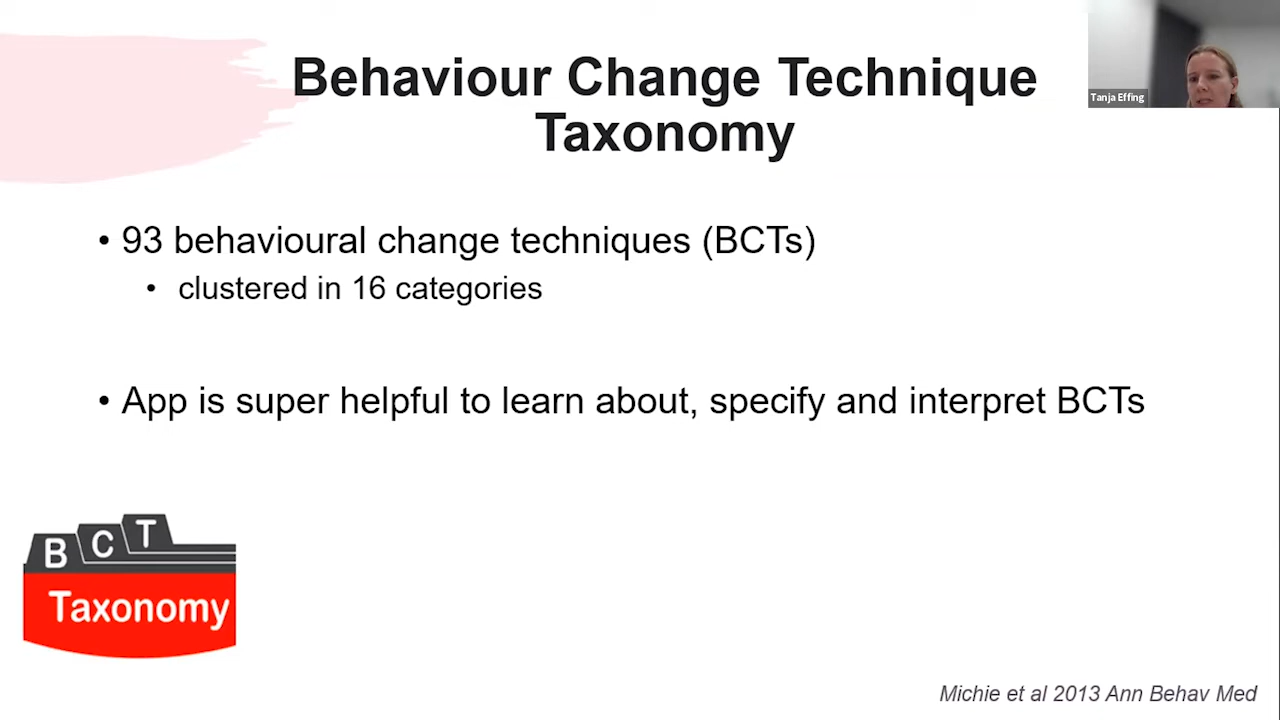 Behaviour Change Technique
Taxonomy
Tanja Effing
• 93 behavioural change techniques (BCTs)
• clustered in 16 categories
• App is super helpful to learn about, specify and interpret BCTs
B C T
Taxonomy
Michie et al 2013 Ann Behav Med